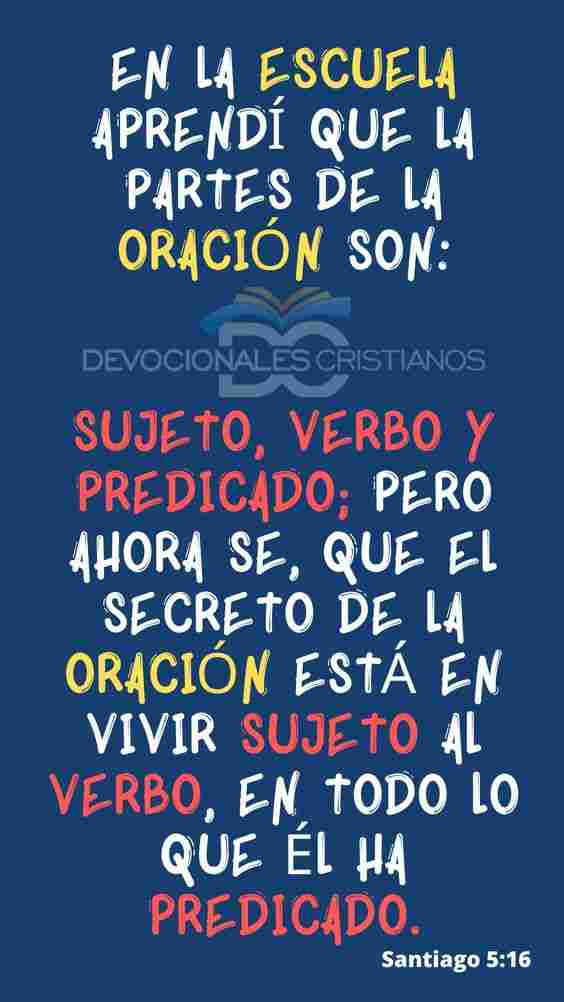 EN LA ESCUELA
APRENDÍ QUE LA
PARTES DE LA
ORACIÓN SON:
DC
DEVOCIONALES CRISTIANOS
SUJETO, VERBO Y
PREDICADO; PERO
AHORA SE, QUE EL
SECRETO DE LA
ORACIÓN ESTÁ EN
VIVIR SUJETO AL
VERBO, EN TODO LO
QUE ÉL HA
PREDICADO.
Santiago 5:16